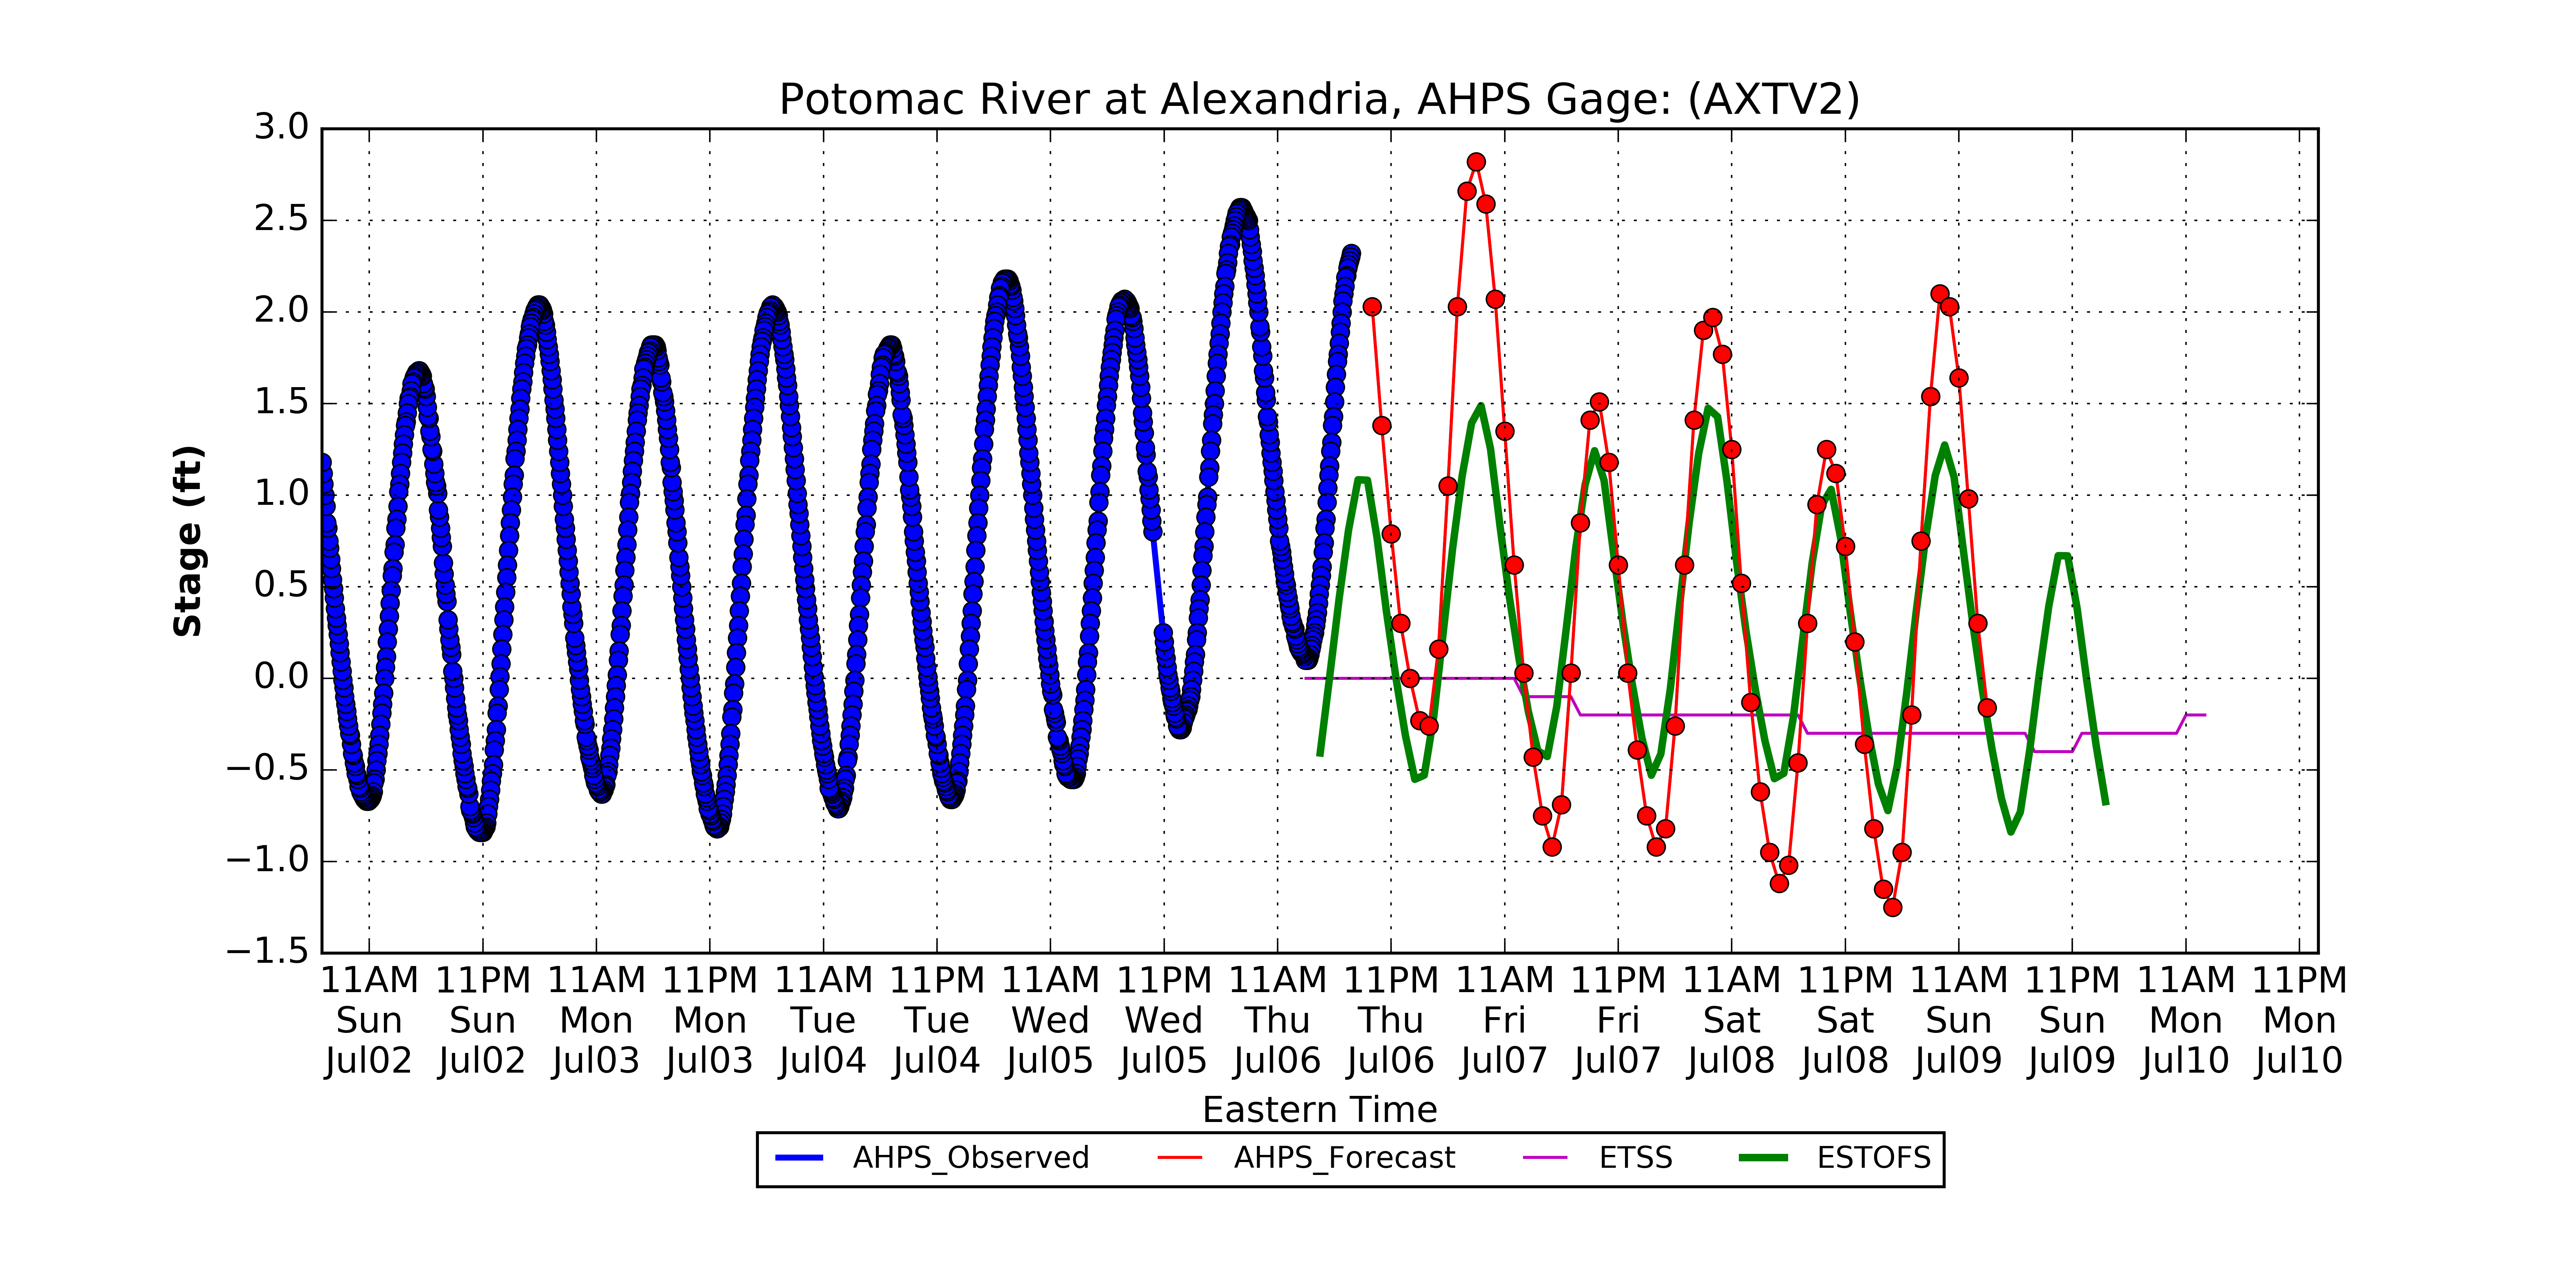 Potomac River at Alexandria, AHPS Gage: (AXTV2)
Stage (ft)
3.0
2.5
2.0
1.5
1.0
0.5
0.0
−0.5
−1.0
−1.5
11AM 11PM 11AM 11PM 11AM 11PM 11AM 11PM 11AM 11PM 11AM 11PM 11AM 11PM 11AM 11PM 11AM 11PM
Sun Sun Mon Mon Tue Tue Wed Wed Thu Thu Fri Fri Sat Sat Sun Sun Mon Mon
Jul02 Jul02 Jul03 Jul03 Jul04 Jul04 Jul05 Jul05 Jul06 Jul06 Jul07 Jul07 Jul08 Jul08 Jul09 Jul09 Jul10 Jul10
Eastern Time
AHPS_Observed AHPS_Forecast ETSS ESTOFS